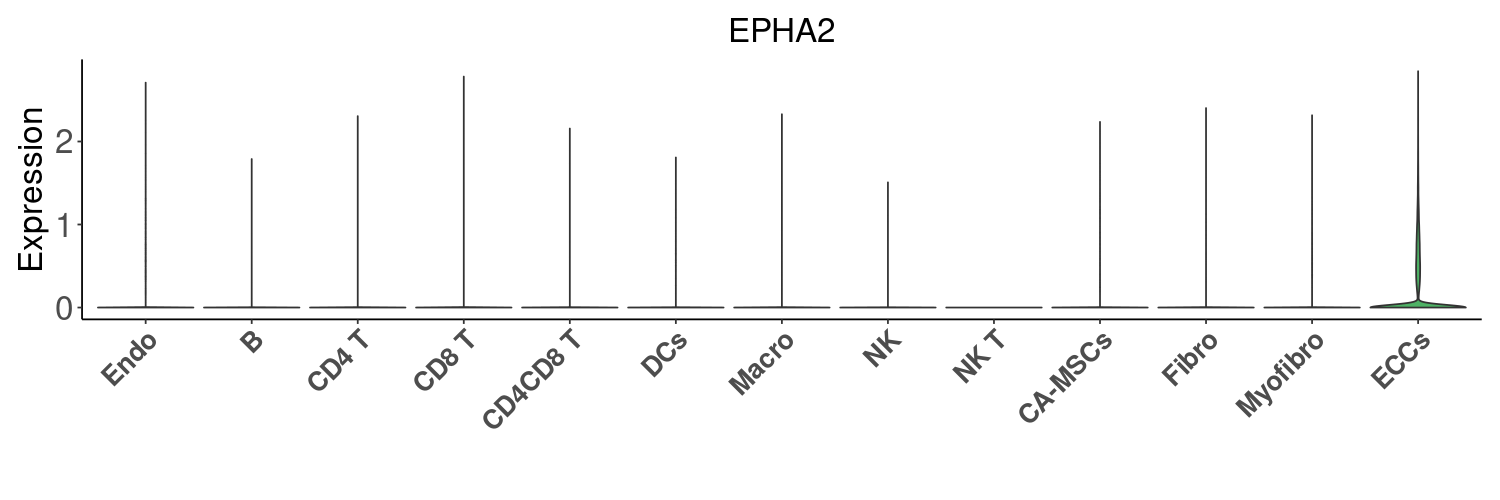 EPHA2
Expression
2
1
0
Endo
B
CD4 T
CD8 T
CD4CD8 T
DCs
Macro
NK
NK T
CA-MSCs
Fibro
Myofibro
ECCs